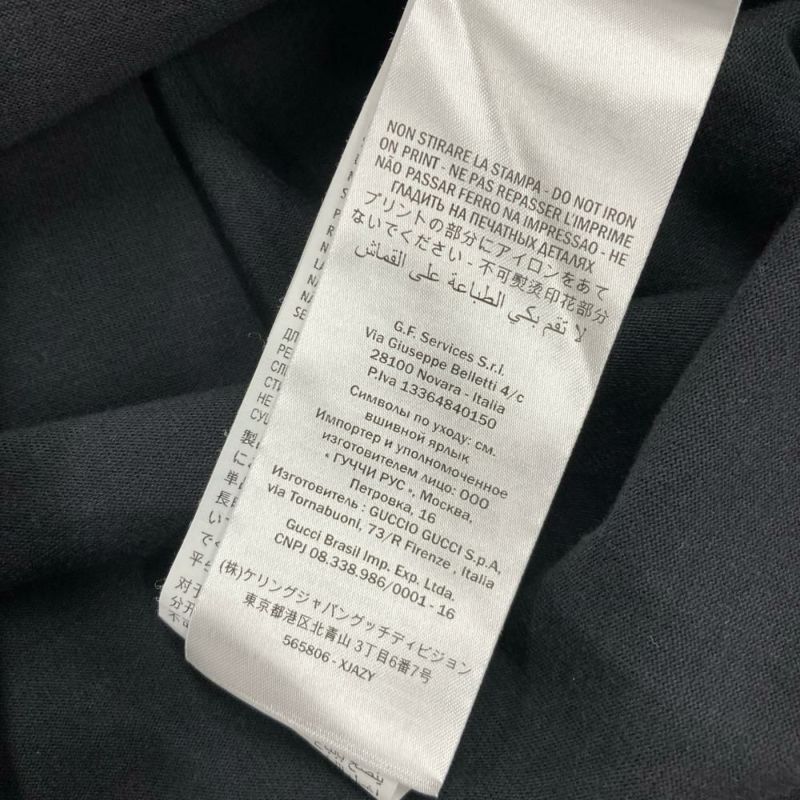 NON STIRARE LA STAMPA - DO NOT IRON
ON PRINT - NE PAS REPASSER L'IMPRIME
NÃO PASSAR FERRO NA IMPRESSAO - НЕ
ГЛАДИТЬ НА ПЕЧАТНЫХ ДЕТАЛЯХ
プリントの部分にアイロンをあて
ないでください - 不可熨烫印花部分
لا تقم بكي الطباعة على القماش
G.F. Services S.r.l.
Via Giuseppe Belletti 4/c
28100 Novara - Italia
P.Iva 13364840150
Символы по уходу: см.
вшивной ярлык
Импортер и уполномоченное
изготовителем лицо: ООО
" ГУЧЧИ РУС ", Москва,
Петровка, 16
Изготовитель : GUCCIO GUCCI S.p.A,
via Tornabuoni, 73/R Firenze , Italia
Gucci Brasil Imp. Exp. Ltda.
CNPJ 08.338.986/0001 - 16
(株)ケリングジャパングッチディビジョン
東京都港区北青山 3丁目6番7号
565806 - XJAZY